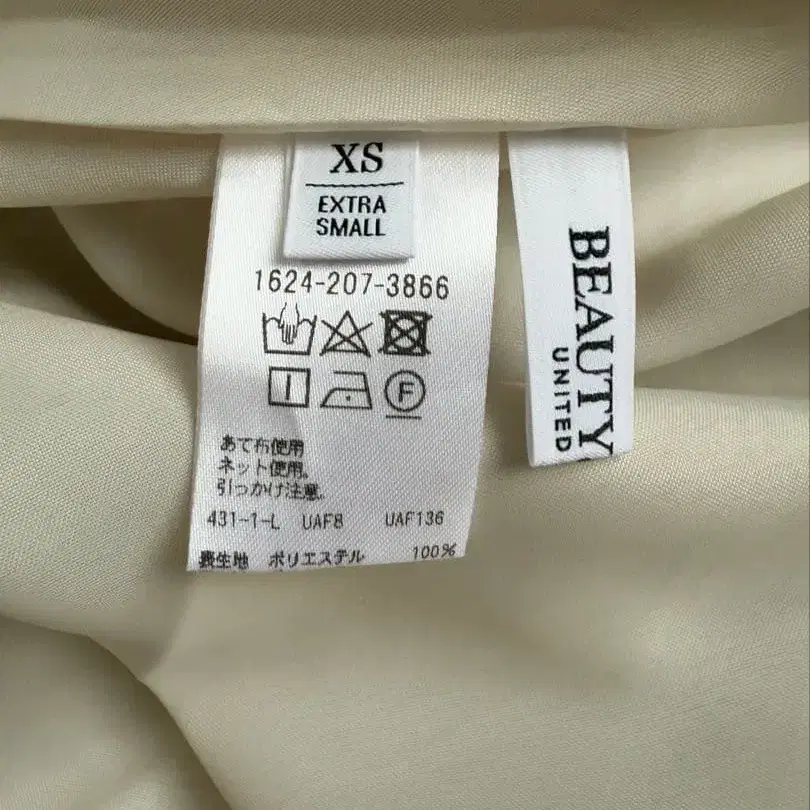 XS
EXTRA
SMALL
1624-207-3866
F
あて布使用
ネット使用。
引っかけ注意。
431-1-L UAF8 UAF136
表生地 ポリエステル 100%
BEAUTY
UNITED